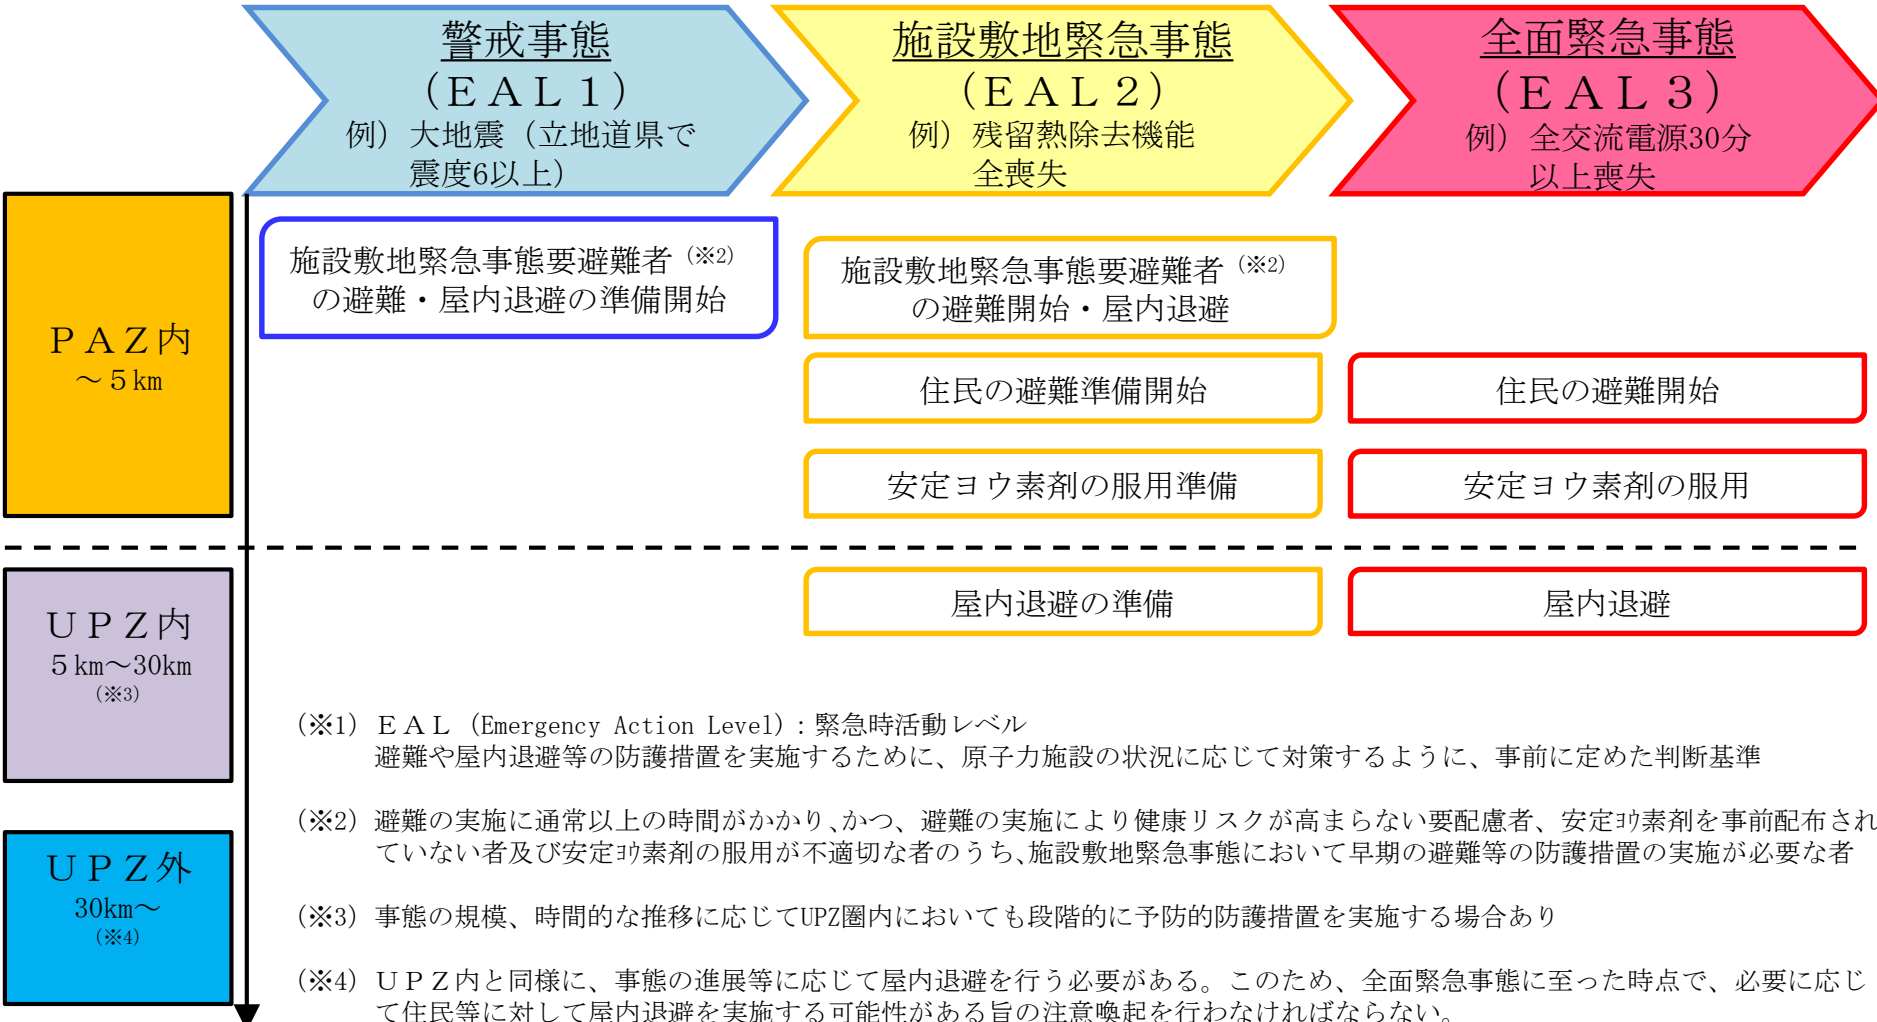 警戒事態
（ＥＡＬ１）
例）大地震（立地道県で
震度6以上）
施設敷地緊急事態
（ＥＡＬ２）
例）残留熱除去機能
全喪失
全面緊急事態
（ＥＡＬ３）
例）全交流電源30分
以上喪失
ＰＡＺ内
～５km
施設敷地緊急事態要避難者（※2）
の避難・屋内退避の準備開始
施設敷地緊急事態要避難者（※2）
の避難開始・屋内退避
住民の避難準備開始
住民の避難開始
安定ヨウ素剤の服用準備
安定ヨウ素剤の服用
ＵＰＺ内
５km～30km
（※3）
屋内退避の準備
屋内退避
ＵＰＺ外
30km～
（※4）
（※1）ＥＡＬ（Emergency Action Level）：緊急時活動レベル
避難や屋内退避等の防護措置を実施するために、原子力施設の状況に応じて対策するように、事前に定めた判断基準
（※2）避難の実施に通常以上の時間がかかり、かつ、避難の実施により健康リスクが高まらない要配慮者、安定ﾖｳ素剤を事前配布され
ていない者及び安定ﾖｳ素剤の服用が不適切な者のうち、施設敷地緊急事態において早期の避難等の防護措置の実施が必要な者
（※3）事態の規模、時間的な推移に応じてUPZ圏内においても段階的に予防的防護措置を実施する場合あり
（※4）ＵＰＺ内と同様に、事態の進展等に応じて屋内退避を行う必要がある。このため、全面緊急事態に至った時点で、必要に応じ
て住民等に対して屋内退避を実施する可能性がある旨の注意喚起を行わなければならない。